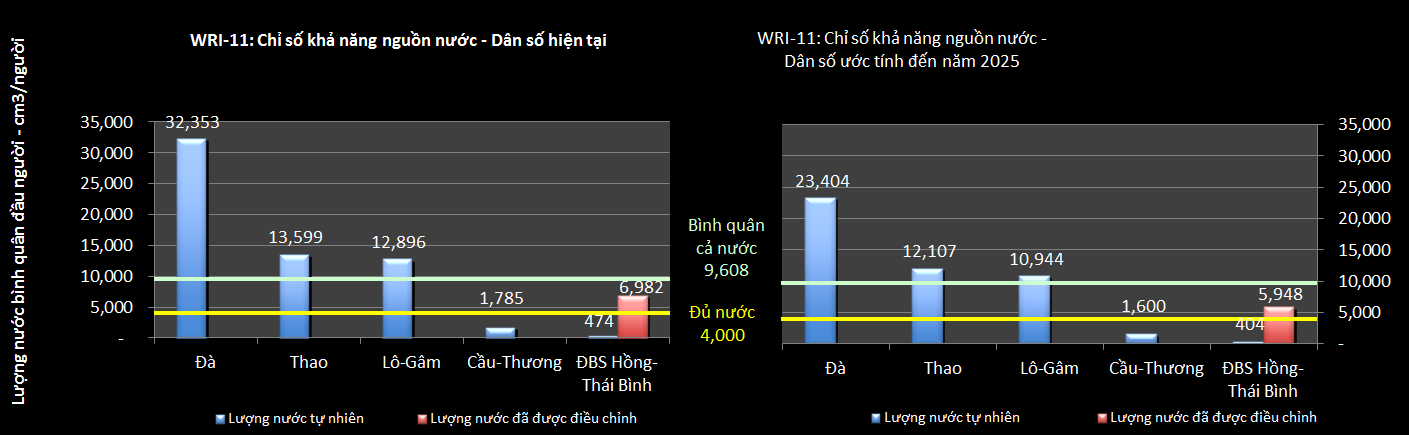 WRI-11: Chỉ số khả năng nguồn nước - Dân số hiện tại
Lượng nước bình quân đầu người - cm3/người
35,000
30,000
25,000
20,000
15,000
10,000
5,000
-
32,353
13,599
12,896
1,785
474
6,982
Đà
Thao
Lô-Gâm
Cầu-Thương
ĐBS Hồng-
Thái Bình
Lượng nước tự nhiên
Lượng nước đã được điều chỉnh
Bình quân
cả nước
9,608
Đủ nước
4,000
WRI-11: Chỉ số khả năng nguồn nước -
Dân số ước tính đến năm 2025
23,404
12,107
10,944
1,600
404
5,948
35,000
30,000
25,000
20,000
15,000
10,000
5,000
-
Đà
Thao
Lô-Gâm
Cầu-Thương
ĐBS Hồng-
Thái Bình
Lượng nước tự nhiên
Lượng nước đã được điều chỉnh